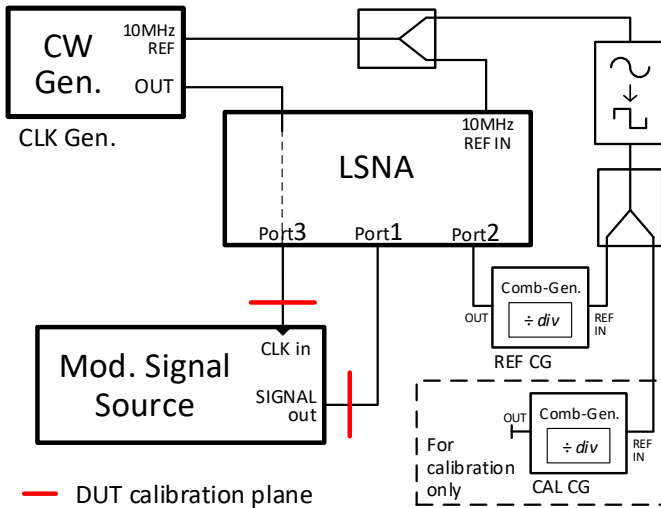 CW
Gen.
10MHz
REF
OUT
CLK Gen.
10MHz
REF IN
LSNA
Port3
Port1
Port2
Comb-Gen.
÷ div
OUT
REF
IN
REF CG
CLK in
Mod. Signal
Source
SIGNAL
out
For
calibration
only
OUT
Comb-Gen.
÷ div
REF
IN
CAL CG
DUT calibration plane